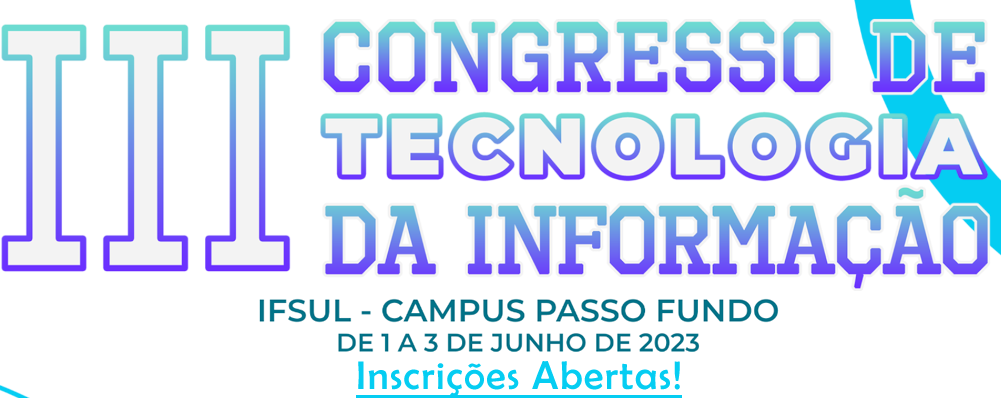 III
CONGRESSO DE
TECNOLOGIA
DA INFORMAÇÃO
IFSUL - CAMPUS PASSO FUNDO
DE 1 A 3 DE JUNHO DE 2023
Inscrições Abertas!